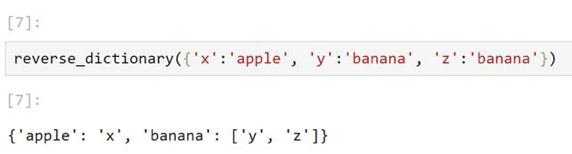 [7]:
reverse_dictionary({'x':'apple', 'y':'banana', 'z':'banana'})
[7]:
{'apple': 'x', 'banana': ['y', 'z']}